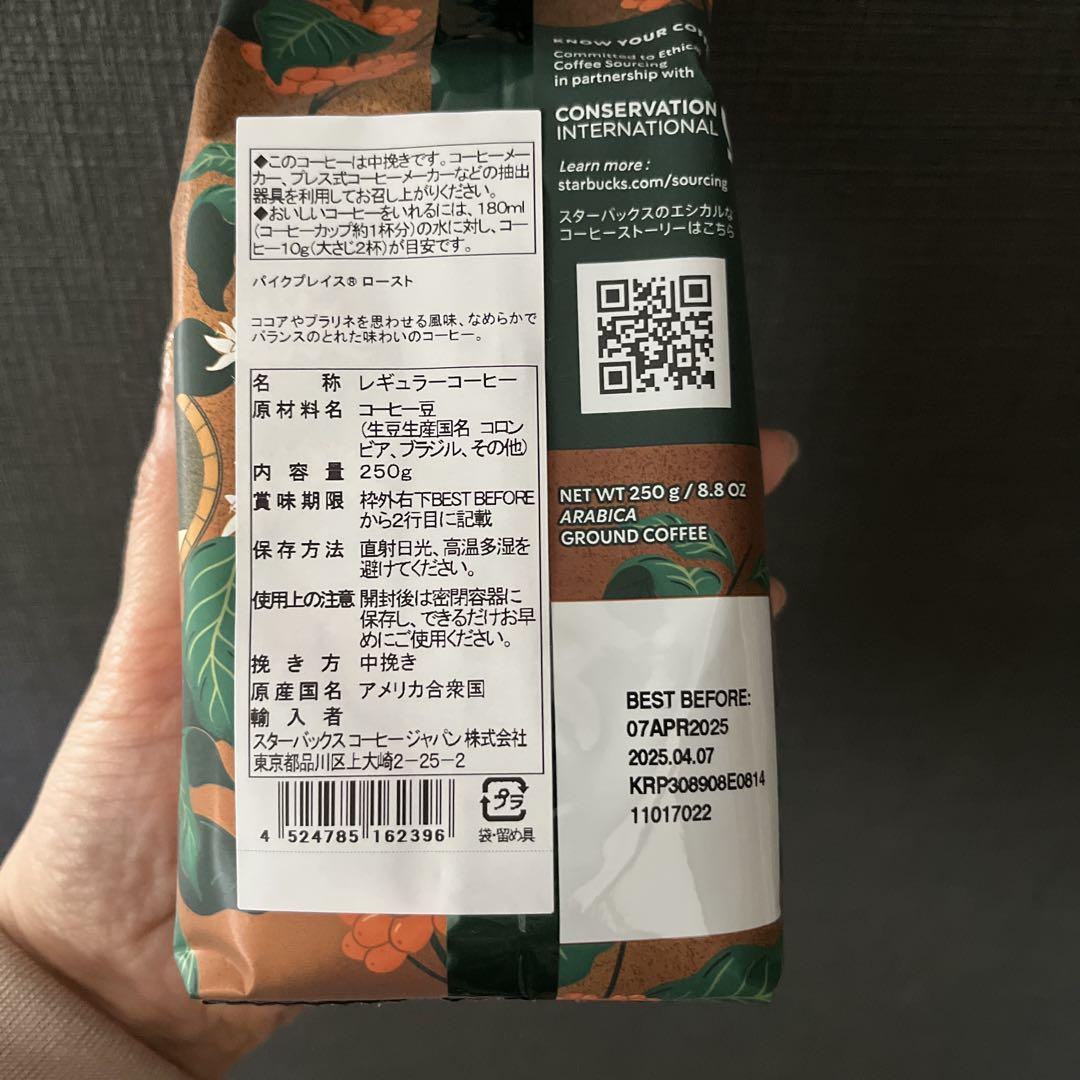 ◆このコーヒーは中挽きです。コーヒーメー
カー、プレス式コーヒーメーカーなどの抽出
器具を利用してお召し上がりください。
◆おいしいコーヒーをいれるには、180ml
(コーヒーカップ約1杯分)の水に対し、コー
ヒー10g(大さじ2杯)が目安です。
パイクプレイス® ロースト
ココアやプラリネを思わせる風味、なめらかで
バランスのとれた味わいのコーヒー。
名称 レギュラーコーヒー
原材料名 コーヒー豆
(生豆生産国名 コロン
ビア、ブラジル、その他)
内容量 250g
賞味期限 枠外右下BEST BEFORE
から2行目に記載
保存方法 直射日光、高温多湿を
避けてください。
使用上の注意 開封後は密閉容器に
保存し、できるだけお早
めにご使用ください。
挽き方 中挽き
原産国名 アメリカ合衆国
輸入者
スターバックス コーヒー ジャパン 株式会社
東京都品川区上大崎2-25-2
4 524785 162396
プラ
袋・留め具
KNOW YOUR
Committed to
Coffee Sourcing
in partnership with
CONSERVATION
INTERNATIONAL
Learn more:
starbucks.com/sourcing
スターバックスのエシカルな
コーヒーストーリーはこちら
NET WT 250 g / 8.8 OZ
ARABICA
GROUND COFFEE
BEST BEFORE:
07APR2025
2025.04.07
KRP308908E0814
11017022